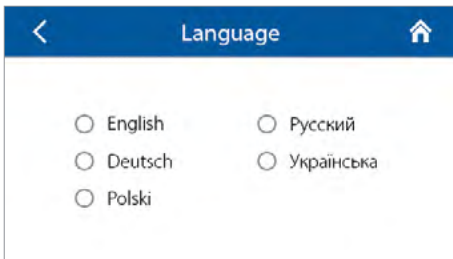 Language
English
Deutsch
Polski
Русский
Українська